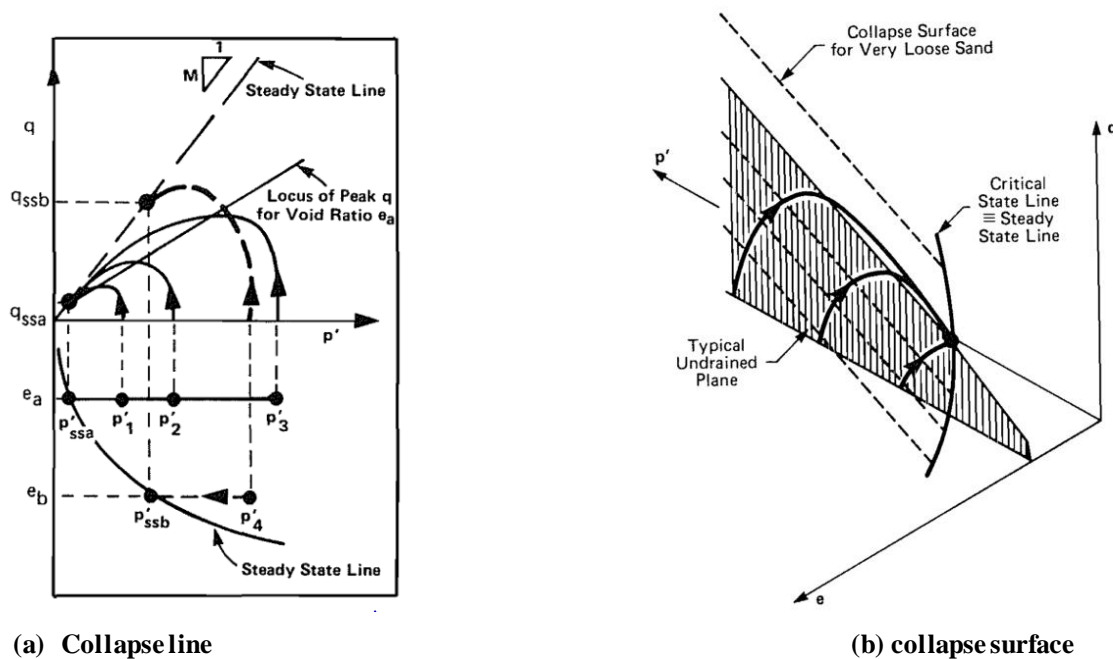 1
M
Steady State Line
q
q_ssb
Locus of Peak q
for Void Ratio e_a
q_ssa
p'
e_a
p'_ssa
p'_1
p'_2
p'_3
e_b
p'_ssb
p'_4
Steady State Line
(a) Collapse line
Collapse Surface
for Very Loose Sand
p'
Critical
State Line
≡ Steady
State Line
Typical
Undrained
Plane
e
(b) collapse surface